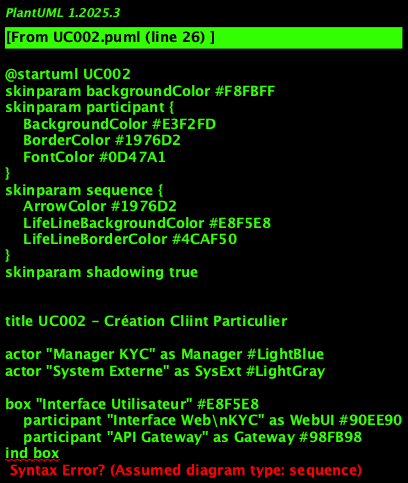 PlantUML 1.2025.3
[From UC002.puml (line 26) ]
@startuml UC002
skinparam backgroundColor #F8FBFF
skinparam participant {
BackgroundColor #E3F2FD
BorderColor #1976D2
FontColor #0D47A1
}
skinparam sequence {
ArrowColor #1976D2
LifeLineBackgroundColor #E8F5E8
LifeLineBorderColor #4CAF50
}
skinparam shadowing true
title UC002 - Création Cliint Particulier
actor "Manager KYC" as Manager #LightBlue
actor "System Externe" as SysExt #LightGray
box "Interface Utilisateur" #E8F5E8
participant "Interface Web\nKYC" as WebUI #90EE90
participant "API Gateway" as Gateway #98FB98
ind box
Syntax Error? (Assumed diagram type: sequence)